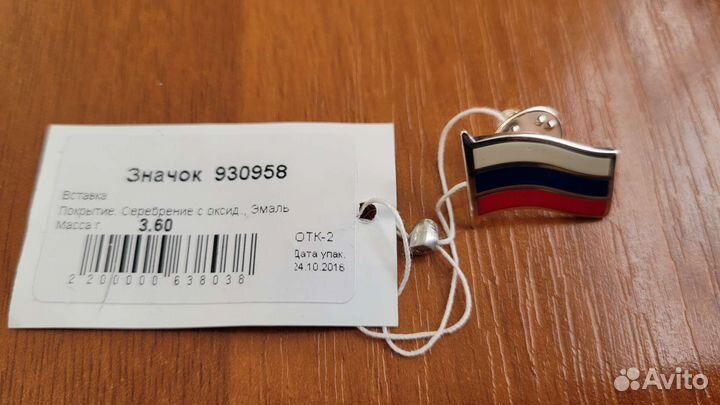 Значок 930958
Вставка
Покрытие. Серебрение с оксид.., Эмаль
Масса г. 3.60
ОТК-2
Дата упак.
24.10.2016
2 200000 638038
Avito